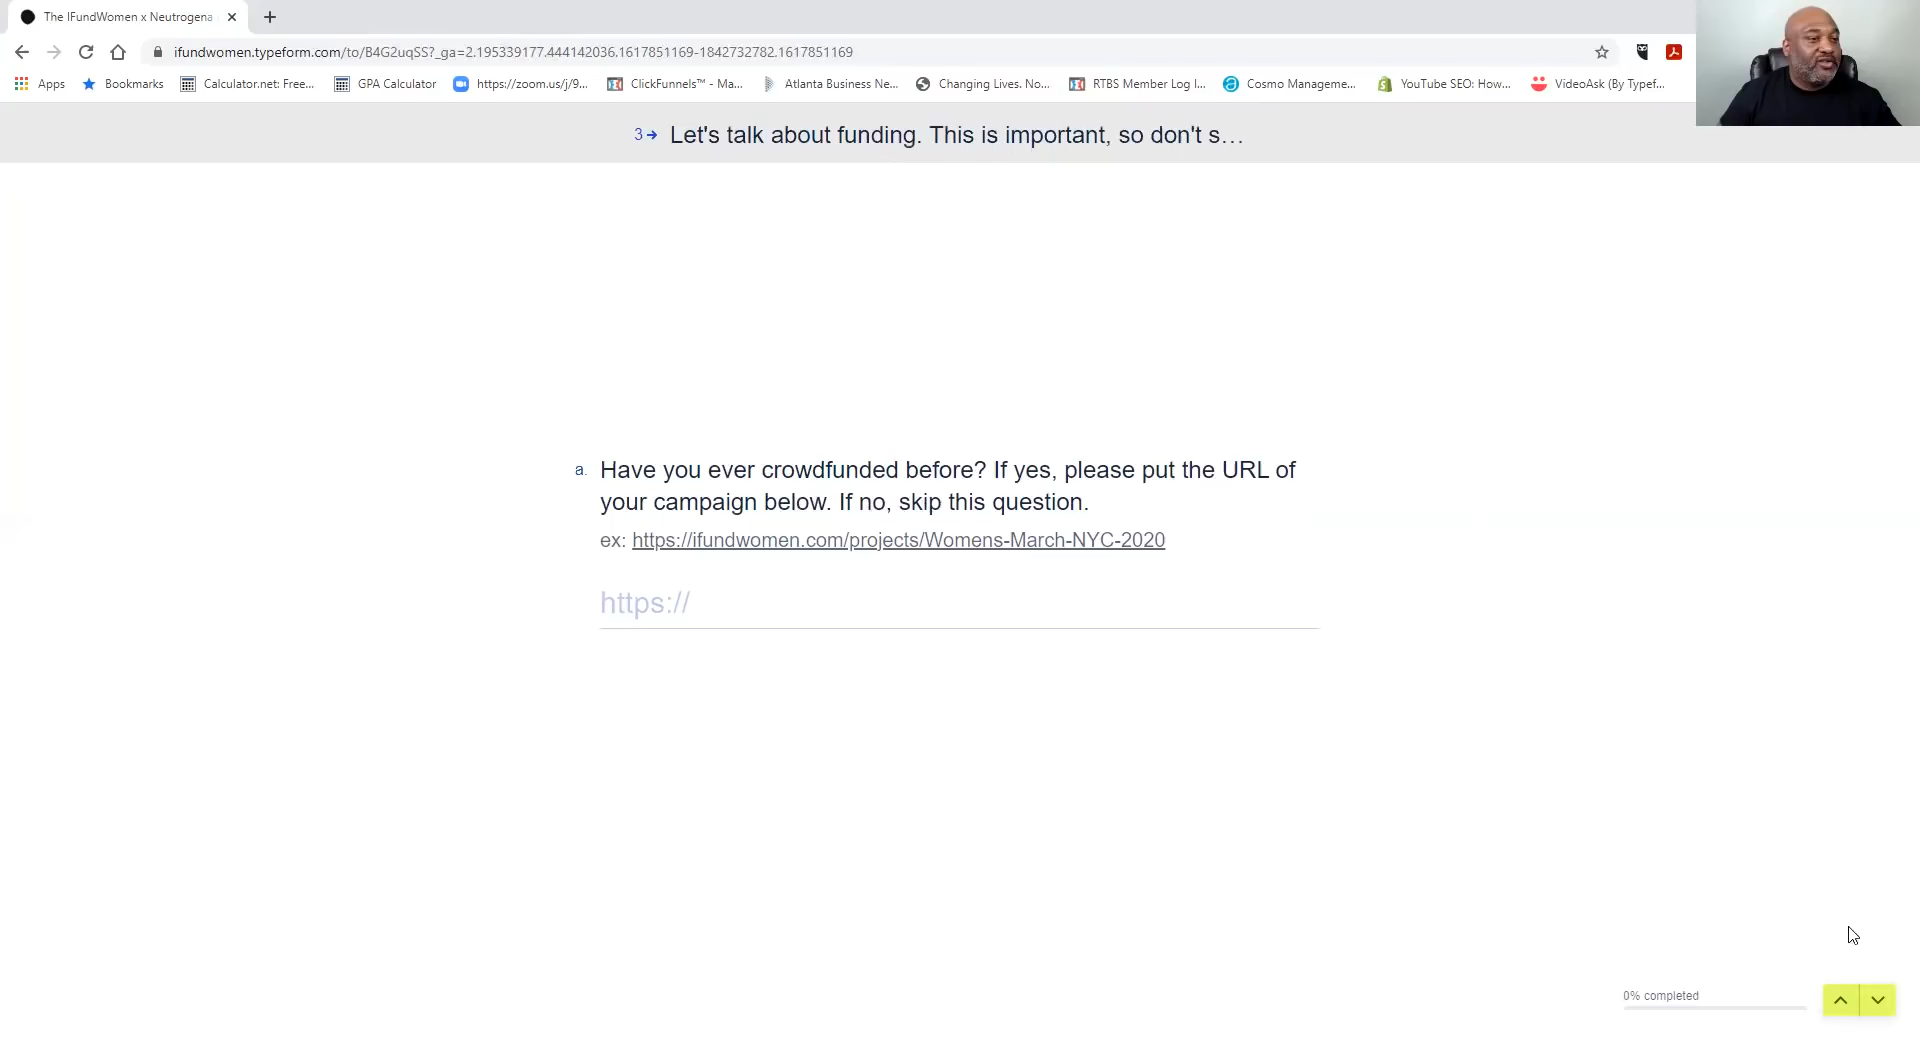 The IFundWomen x Neutrogena
ifundwomen.typeform.com/to/B4G2uqSS?_ga=2.195339177.444142036.1617851169-1842732782.1617851169
Apps Bookmarks Calculator.net: Free... GPA Calculator https://zoom.us/j/9... ClickFunnels™ - Ma... Atlanta Business Ne... Changing Lives. No... RTBS Member Log I... Cosmo Manageme... YouTube SEO: How... VideoAsk (By Typef...
3 Let's talk about funding. This is important, so don't s...
a. Have you ever crowdfunded before? If yes, please put the URL of
your campaign below. If no, skip this question.
ex: https://ifundwomen.com/projects/Womens-March-NYC-2020
https://
0% completed